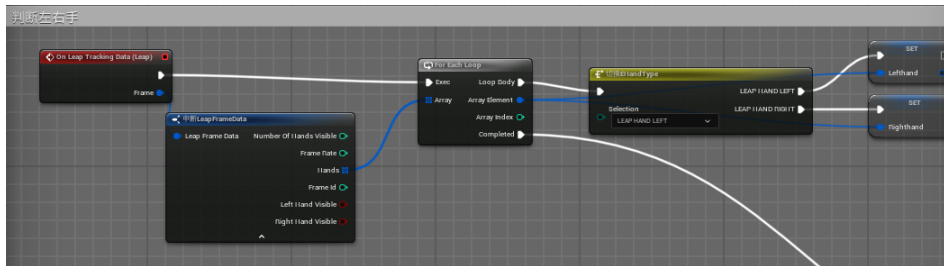 判断左右手
On Leap Tracking Data (Leap)
Frame
中断LeapFrameData
Leap Frame Data
Number Of Hands Visible
Frame Rate
Hands
Frame Id
Left Hand Visible
Right Hand Visible
For Each Loop
Exec
Loop Body
Array
Array Element
Array Index
Completed
切换EHandType
LEAP HAND LEFT
Selection
LEAP HAND RIGHT
LEAP HAND LEFT
SET
Lefthand
SET
Righthand